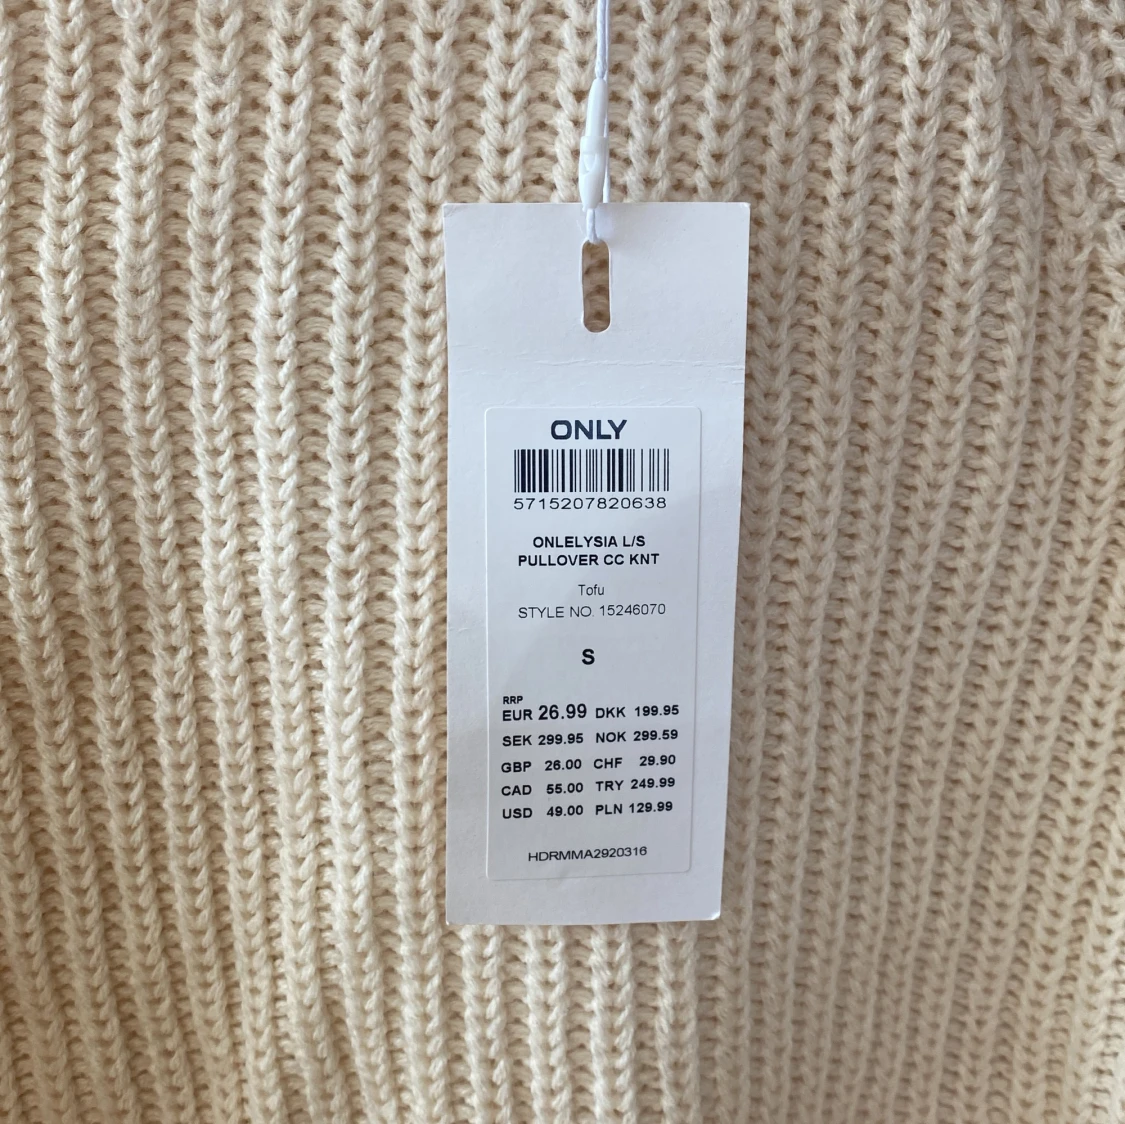 ONLY
5715207820638
ONLELYSIA L/S
PULLOVER CC KNT
Tofu
STYLE NO. 15246070
S
RRP
EUR 26.99 DKK 199.95
SEK 299.95 NOK 299.59
GBP 26.00 CHF 29.90
CAD 55.00 TRY 249.99
USD 49.00 PLN 129.99
HDRMMA2920316